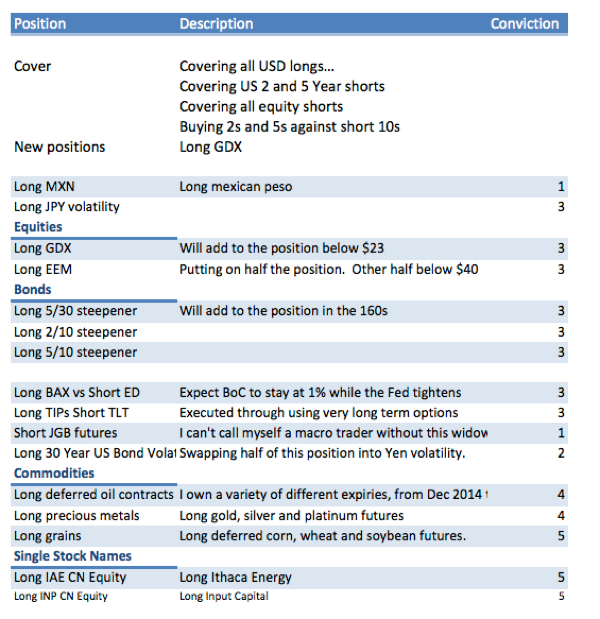 Position Description Conviction
Cover Covering all USD longs...
Covering US 2 and 5 Year shorts
Covering all equity shorts
Buying 2s and 5s against short 10s
New positions Long GDX
Long MXN Long mexican peso 1
Long JPY volatility 3
Equities
Long GDX Will add to the position below $23 3
Long EEM Putting on half the position. Other half below $40 3
Bonds
Long 5/30 steepener Will add to the position in the 160s 3
Long 2/10 steepener 3
Long 5/10 steepener 3
Long BAX vs Short ED Expect BoC to stay at 1% while the Fed tightens 3
Long TIPs Short TLT Executed through using very long term options 3
Short JGB futures I can't call myself a macro trader without this widow 1
Long 30 Year US Bond Volat Swapping half of this position into Yen volatility. 2
Commodities
Long deferred oil contracts I own a variety of different expiries, from Dec 2014 4
Long precious metals Long gold, silver and platinum futures 4
Long grains Long deferred corn, wheat and soybean futures. 5
Single Stock Names
Long IAE CN Equity Long Ithaca Energy 5
Long INP CN Equity Long Input Capital 5